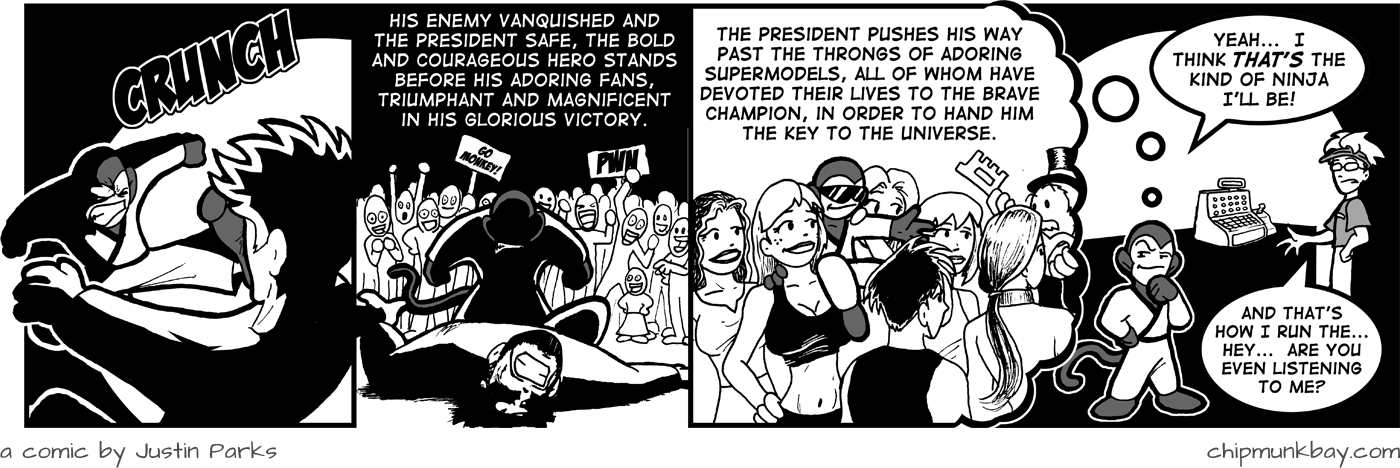 CRUNCH
HIS ENEMY VANQUISHED AND
THE PRESIDENT SAFE, THE BOLD
AND COURAGEOUS HERO STANDS
BEFORE HIS ADORING FANS,
TRIUMPHANT AND MAGNIFICENT
IN HIS GLORIOUS VICTORY.
GO
MONKEY!
PWN
THE PRESIDENT PUSHES HIS WAY
PAST THE THRONGS OF ADORING
SUPERMODELS, ALL OF WHOM HAVE
DEVOTED THEIR LIVES TO THE BRAVE
CHAMPION, IN ORDER TO HAND HIM
THE KEY TO THE UNIVERSE.
YEAH... I
THINK THAT'S THE
KIND OF NINJA
I'LL BE!
AND THAT'S
HOW I RUN THE...
HEY... ARE YOU
EVEN LISTENING
TO ME?
a comic by Justin Parks
chipmunkbay.com